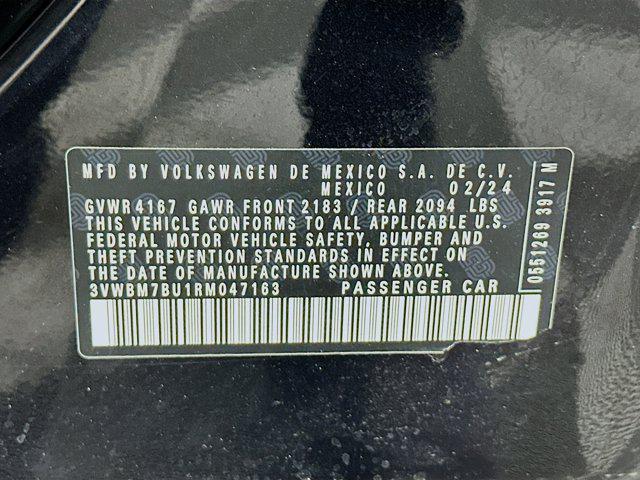 MFD BY VOLKSWAGEN DE MEXICO S.A. DE C.V.
MEXICO 02/24
GVWR 4167 GAWR FRONT 2183 / REAR 2094 LBS
THIS VEHICLE CONFORMS TO ALL APPLICABLE U.S.
FEDERAL MOTOR VEHICLE SAFETY, BUMPER AND
THEFT PREVENTION STANDARDS IN EFFECT ON
THE DATE OF MANUFACTURE SHOWN ABOVE.
3VWBM7BU1RM047163 PASSENGER CAR
0551269 3917 M